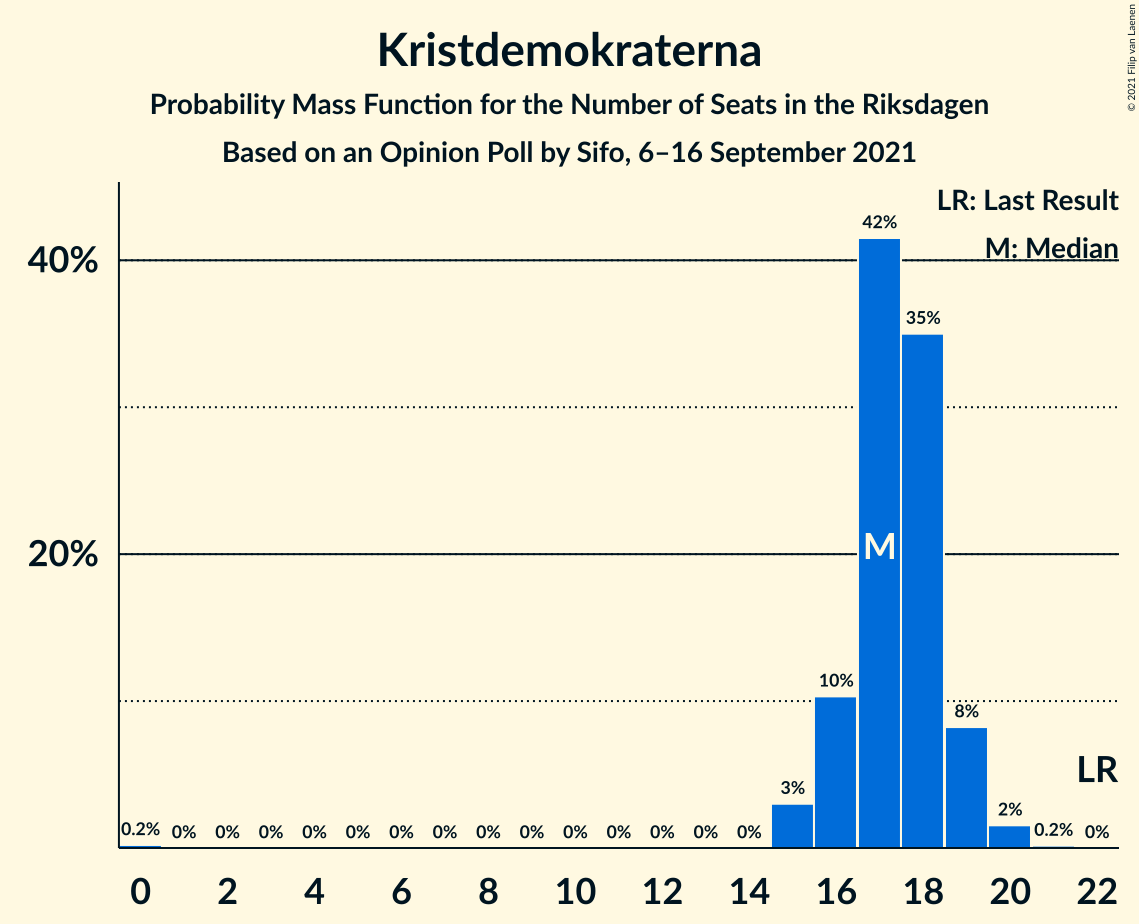 Kristdemokraterna
Probability Mass Function for the Number of Seats in the Riksdagen
Based on an Opinion Poll by Sifo, 6–16 September 2021
© 2021 Filip van Laenen
LR: Last Result
M: Median
40%
20%
42%
35%
M
10%
8%
LR
3%
2%
0.2% 0% 0% 0% 0% 0% 0% 0% 0% 0% 0% 0% 0% 0% 0% 0.2% 0%
0 2 4 6 8 10 12 14 16 18 20 22